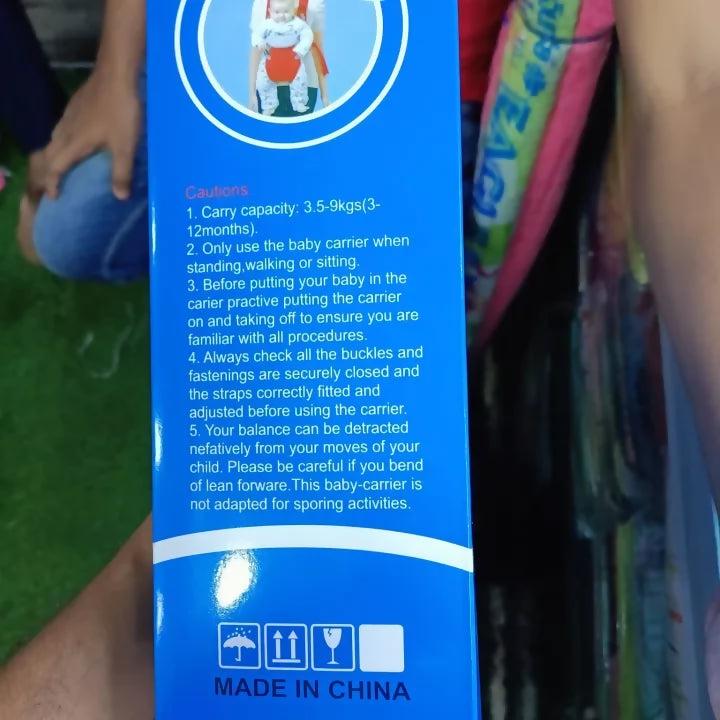 Cautions:
1. Carry capacity: 3.5-9kgs(3-
12months).
2. Only use the baby carrier when
standing,walking or sitting.
3. Before putting your baby in the
carier practive putting the carrier
on and taking off to ensure you are
familiar with all procedures.
4. Always check all the buckles and
fastenings are securely closed and
the straps correctly fitted and
adjusted before using the carrier.
5. Your balance can be detracted
nefatively from your moves of your
child. Please be careful if you bend
of lean forware.This baby-carrier is
not adapted for sporing activities.
MADE IN CHINA